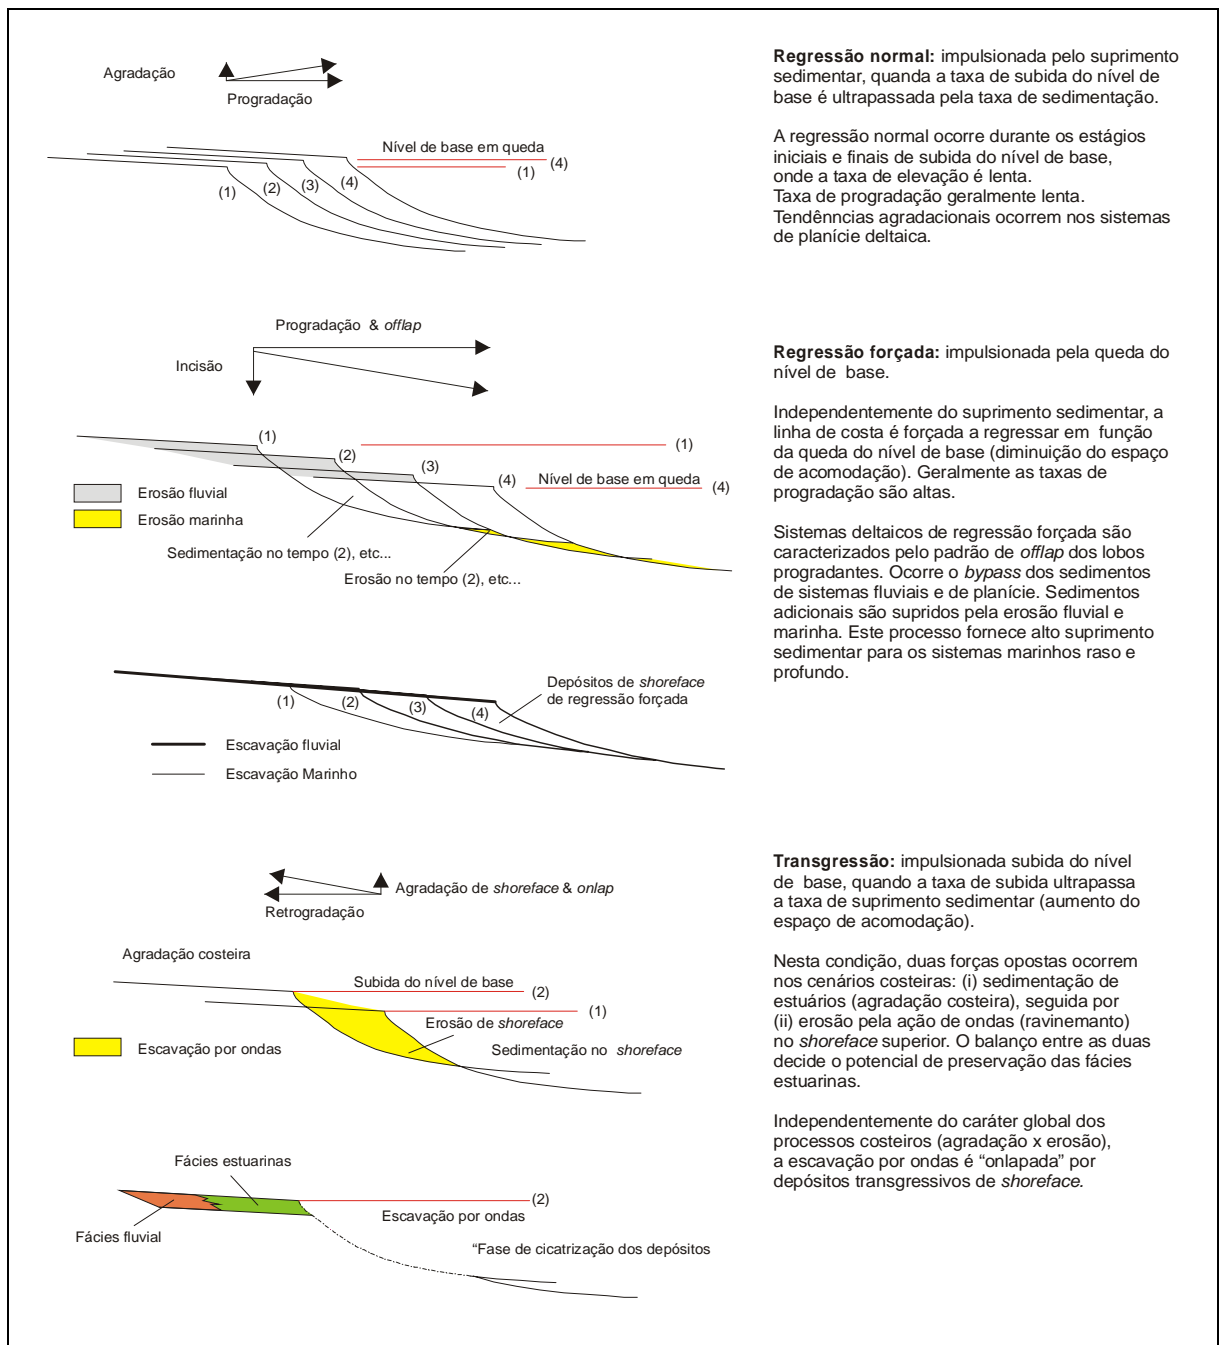 Agradação
Progradação
Nível de base em queda
(4)
(1)
(1)
(2)
(3)
(4)
Regressão normal: impulsionada pelo suprimento
sedimentar, quanda a taxa de subida do nível de
base é ultrapassada pela taxa de sedimentação.
A regressão normal ocorre durante os estágios
iniciais e finais de subida do nível de base,
onde a taxa de elevação é lenta.
Taxa de progradação geralmente lenta.
Tendênncias agradacionais ocorrem nos sistemas
de planície deltaica.
Progradação & offlap
Incisão
(1)
(2)
(3)
(4)
(1)
Nível de base em queda
(4)
Erosão fluvial
Erosão marinha
Sedimentação no tempo (2), etc...
Erosão no tempo (2), etc...
Regressão forçada: impulsionada pela queda do
nível de base.
Independentemente do suprimento sedimentar, a
linha de costa é forçada a regressar em função
da queda do nível de base (diminuição do espaço
de acomodação). Geralmente as taxas de
progradação são altas.
Sistemas deltaicos de regressão forçada são
caracterizados pelo padrão de offlap dos lobos
progradantes. Ocorre o bypass dos sedimentos
de sistemas fluviais e de planície. Sedimentos
adicionais são supridos pela erosão fluvial e
marinha. Este processo fornece alto suprimento
sedimentar para os sistemas marinhos raso e
profundo.
Depósitos de shoreface
de regressão forçada
(1)
(2)
(3)
(4)
Escavação fluvial
Escavação Marinho
Agradação de shoreface & onlap
Retrogradação
Agradação costeira
Subida do nível de base
(2)
(1)
Erosão de shoreface
Sedimentação no shoreface
Escavação por ondas
Transgressão: impulsionada subida do nível
de base, quando a taxa de subida ultrapassa
a taxa de suprimento sedimentar (aumento do
espaço de acomodação).
Nesta condição, duas forças opostas ocorrem
nos cenários costeiras: (i) sedimentação de
estuários (agradação costeira), seguida por
(ii) erosão pela ação de ondas (ravinemanto)
no shoreface superior. O balanço entre as duas
decide o potencial de preservação das fácies
estuarinas.
Independentemente do caráter global dos
processos costeiros (agradação x erosão),
a escavação por ondas é “onlapada” por
depósitos transgressivos de shoreface.
Fácies estuarinas
(2)
Escavação por ondas
Fácies fluvial
“Fase de cicatrização dos depósitos